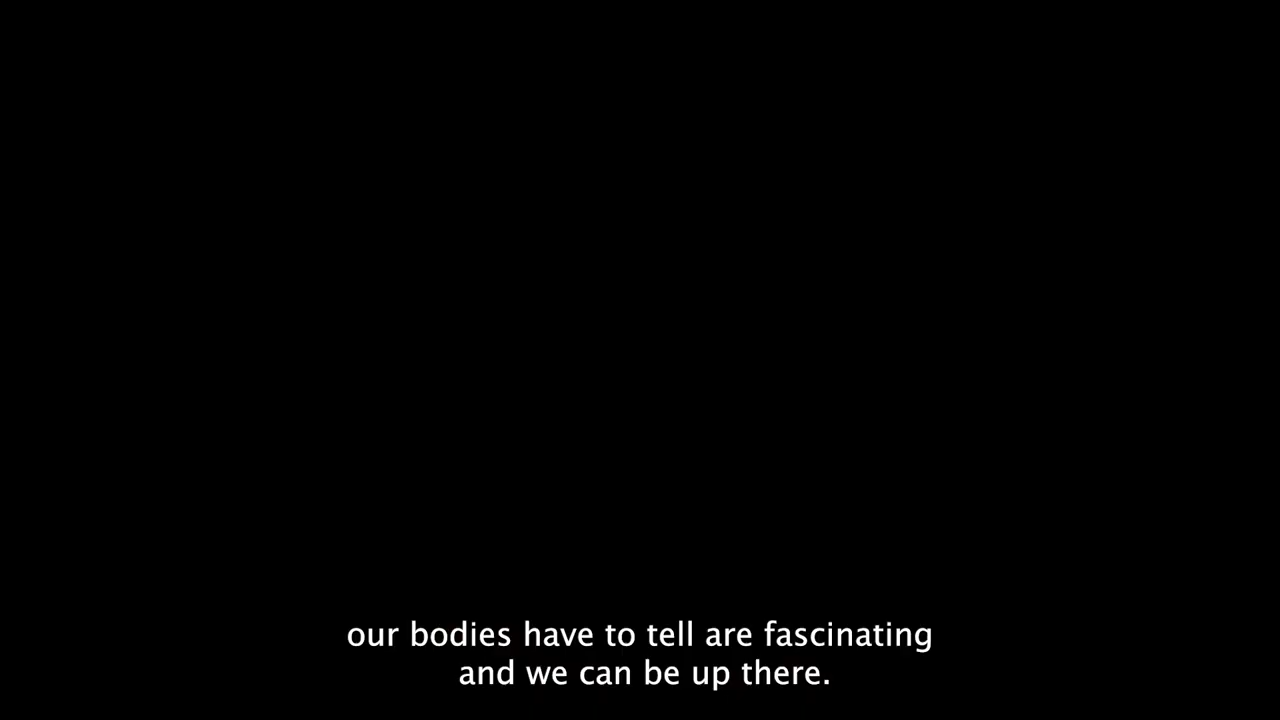 our bodies have to tell are fascinating
and we can be up there.